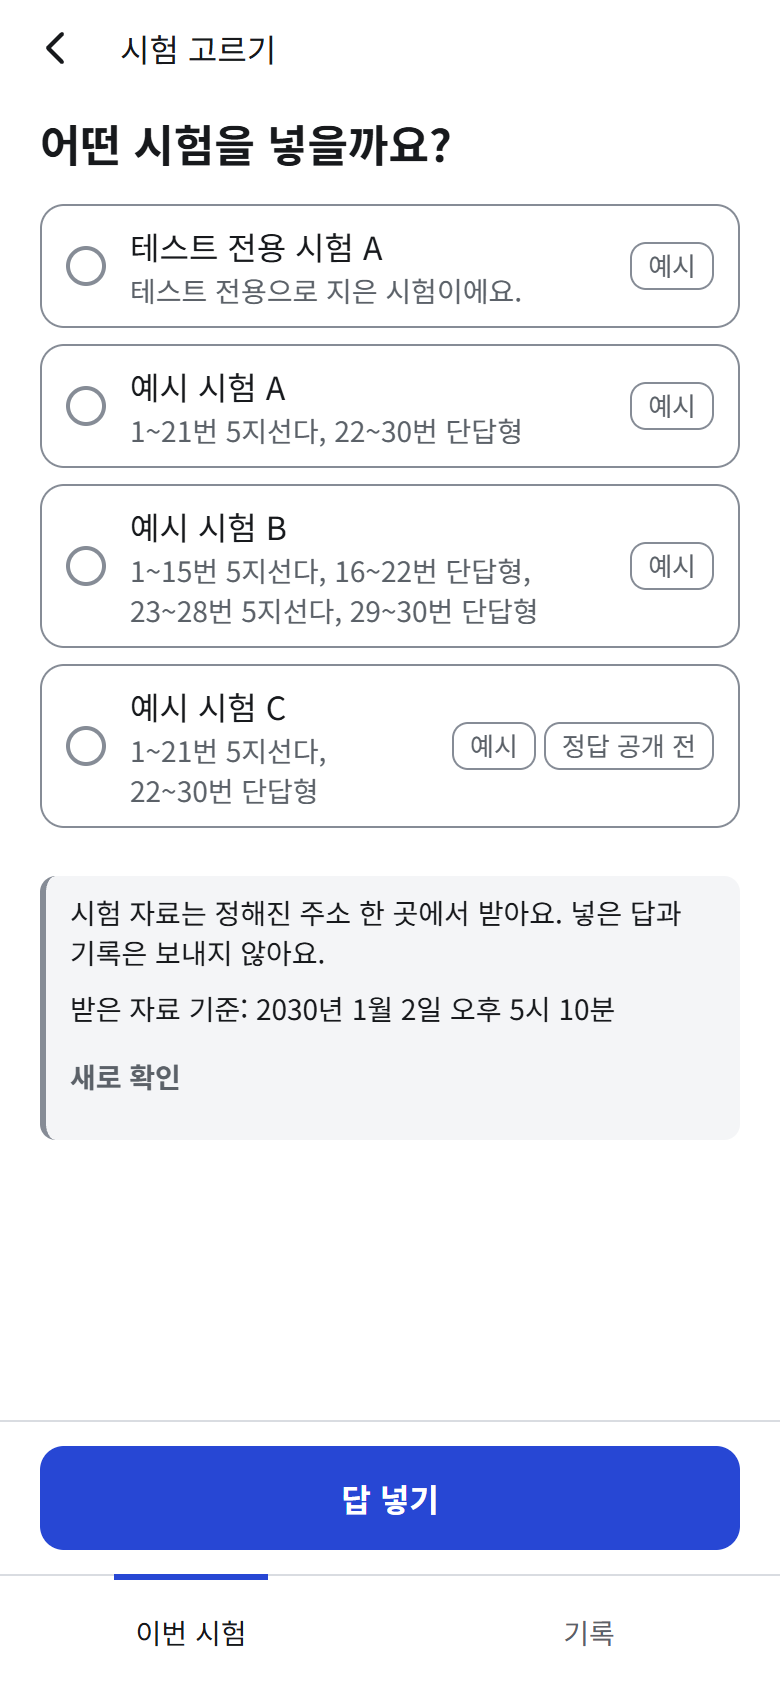 시험 고르기
어떤 시험을 넣을까요?
테스트 전용 시험 A
테스트 전용으로 지은 시험이에요.
예시
예시 시험 A
1~21번 5지선다, 22~30번 단답형
예시
예시 시험 B
1~15번 5지선다, 16~22번 단답형,
23~28번 5지선다, 29~30번 단답형
예시
예시 시험 C
1~21번 5지선다,
22~30번 단답형
예시
정답 공개 전
시험 자료는 정해진 주소 한 곳에서 받아요. 넣은 답과
기록은 보내지 않아요.
받은 자료 기준: 2030년 1월 2일 오후 5시 10분
새로 확인
답 넣기
이번 시험
기록